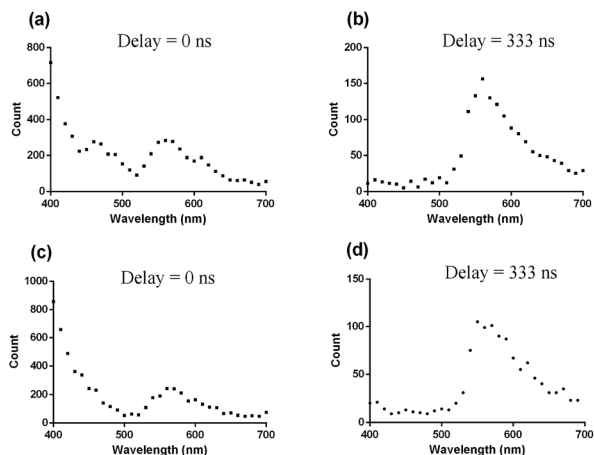 (a)
Delay = 0 ns
800
600
400
200
0
Count
400 500 600 700
Wavelength (nm)
(b)
Delay = 333 ns
200
150
100
50
0
Count
400 500 600 700
Wavelength (nm)
(c)
Delay = 0 ns
1000
800
600
400
200
0
Count
400 500 600 700
Wavelength (nm)
(d)
Delay = 333 ns
150
100
50
0
Count
400 500 600 700
Wavelength (nm)